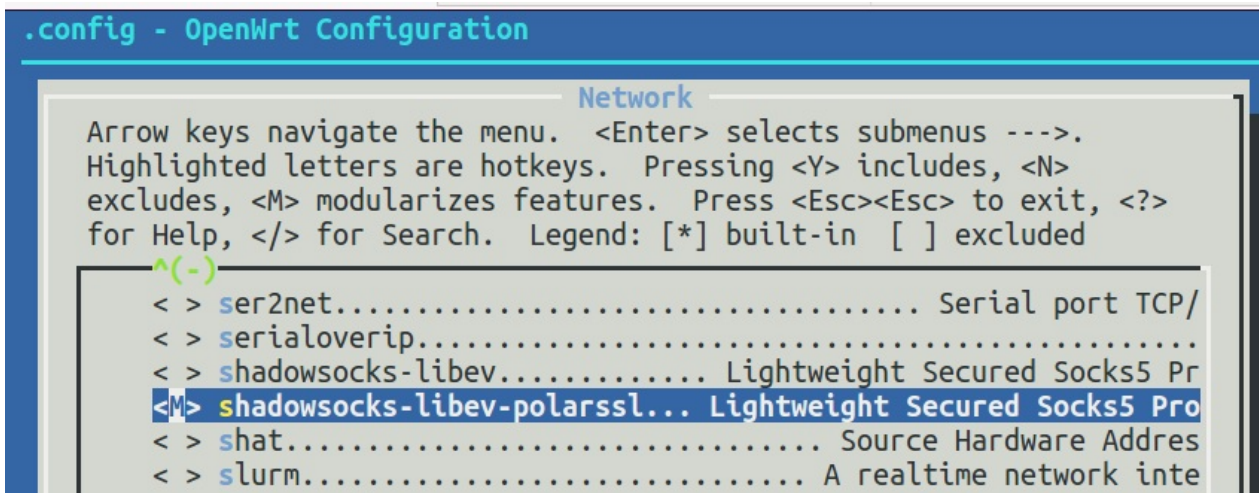 .config - OpenWrt Configuration
Network
Arrow keys navigate the menu.  <Enter> selects submenus --->.
Highlighted letters are hotkeys.  Pressing <Y> includes, <N>
excludes, <M> modularizes features.  Press <Esc><Esc> to exit, <?>
for Help, </> for Search.  Legend: [*] built-in  [ ] excluded
^(-)
< > ser2net................................... Serial port TCP/
< > serialoverip...............................................
< > shadowsocks-libev............. Lightweight Secured Socks5 Pr
<M> shadowsocks-libev-polarssl... Lightweight Secured Socks5 Pro
< > shat................................ Source Hardware Addres
< > slurm............................... A realtime network inte